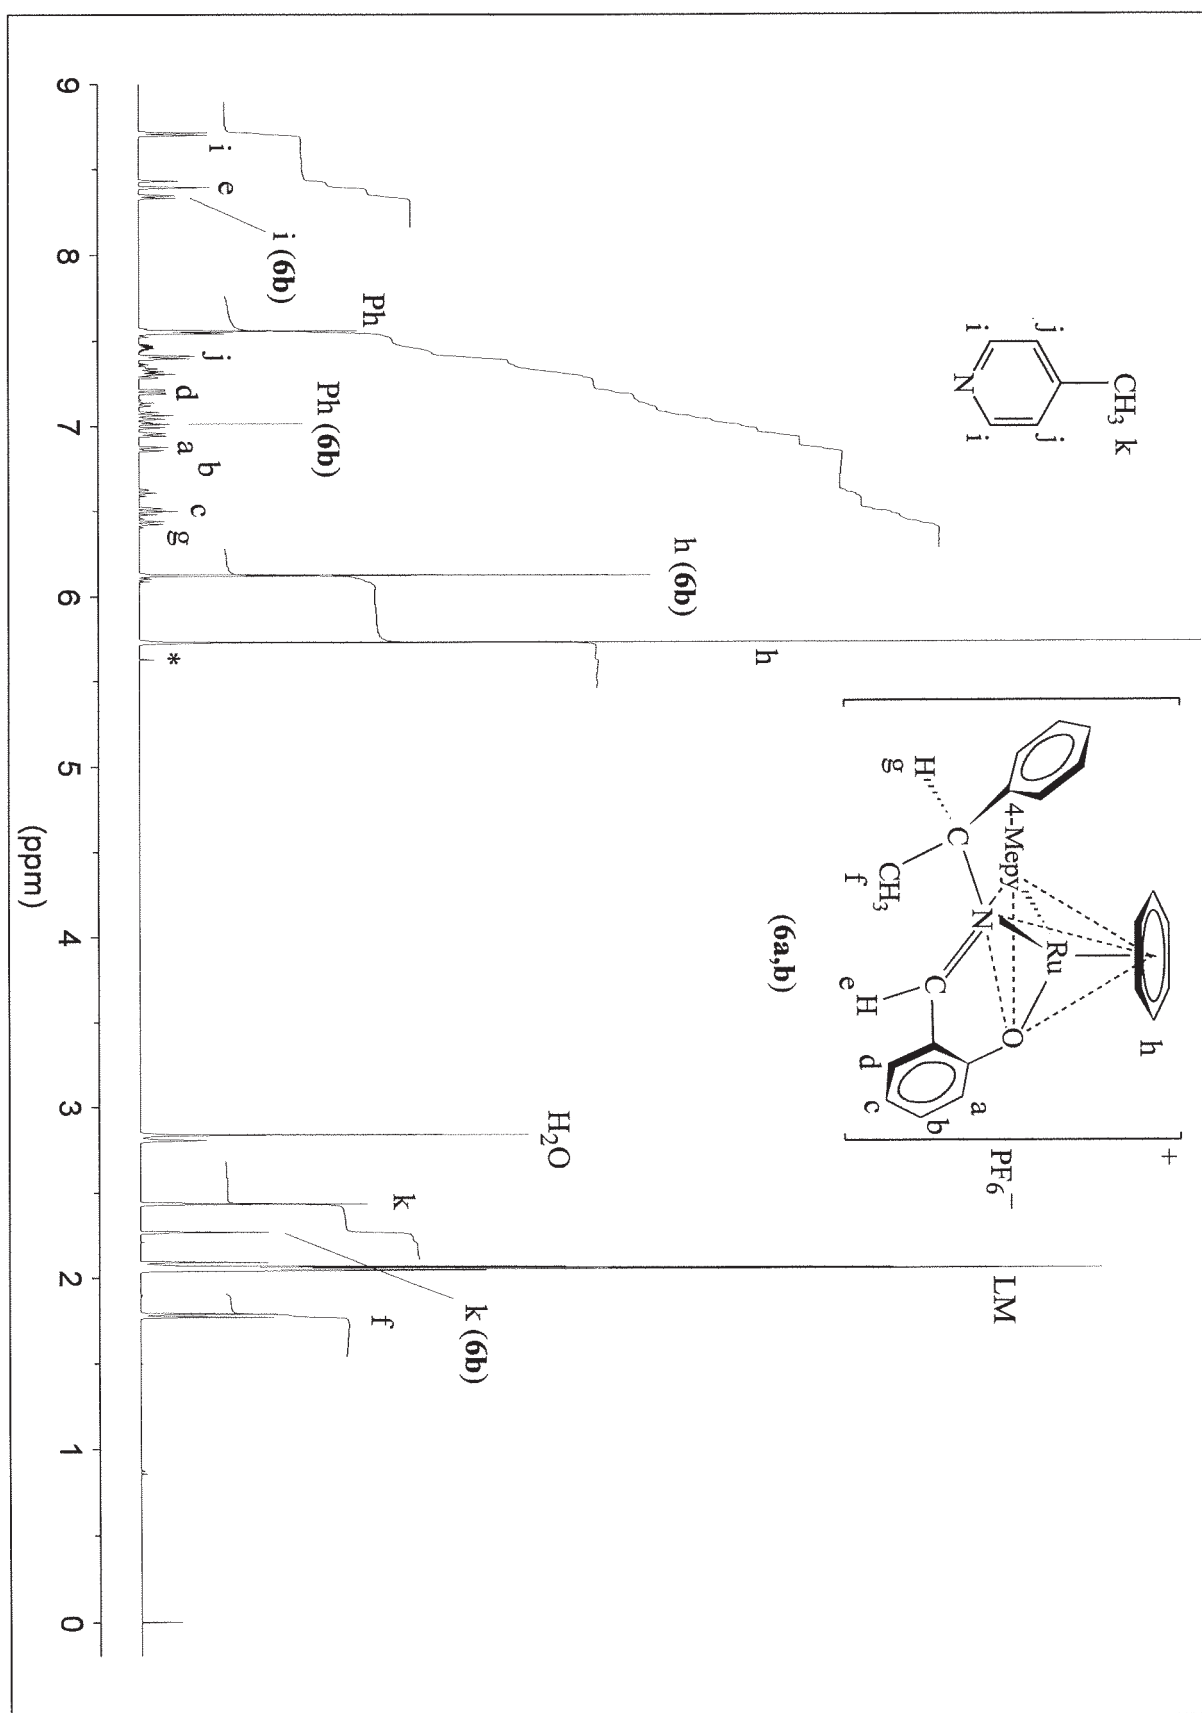 CH3 k
j j
i N i
h
Ru
4-Mepy
N
O
C
H
g
CH3
f
C
H
e
a
b
c
d
+
PF6−
(6a,b)
LM
h
h (6b)
H2O
k
k (6b)
f
Ph
Ph (6b)
i (6b)
i
e
j
d
a
b
c
g
*
9 8 7 6 5 4 3 2 1 0
(ppm)